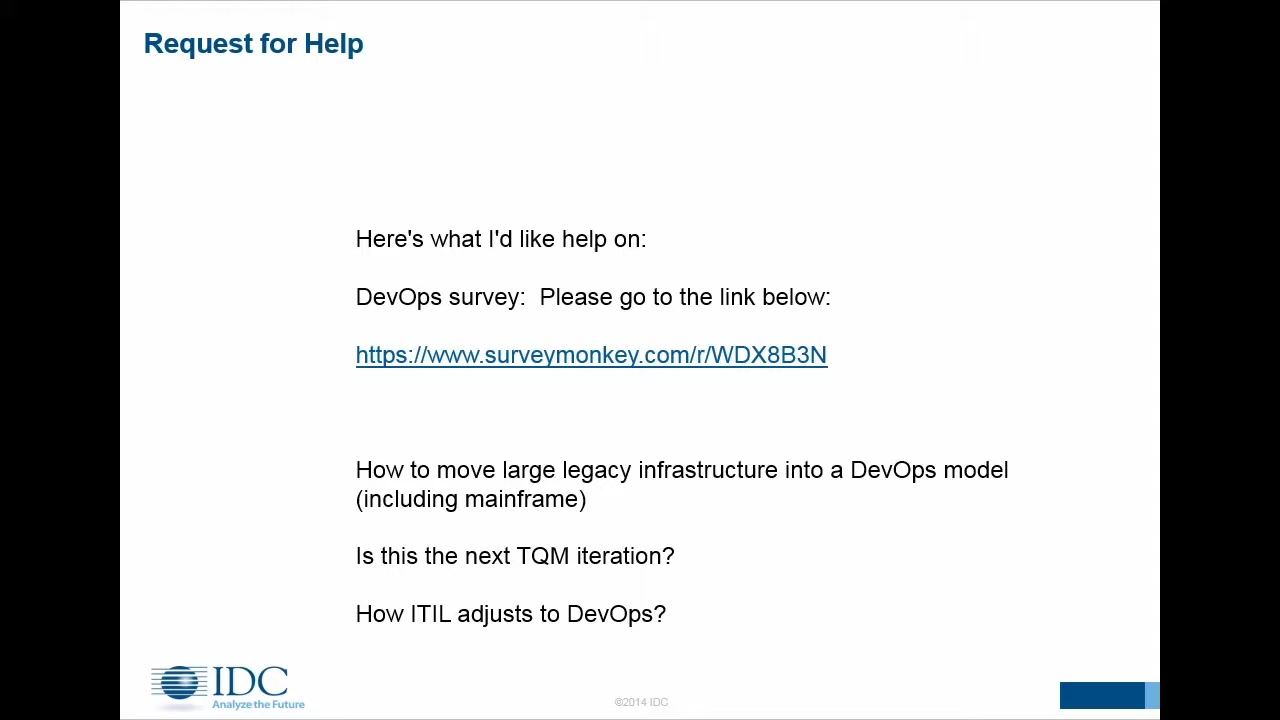 Request for Help
Here's what I'd like help on:
DevOps survey:  Please go to the link below:
https://www.surveymonkey.com/r/WDX8B3N
How to move large legacy infrastructure into a DevOps model
(including mainframe)
Is this the next TQM iteration?
How ITIL adjusts to DevOps?
IDC
Analyze the Future
©2014 IDC